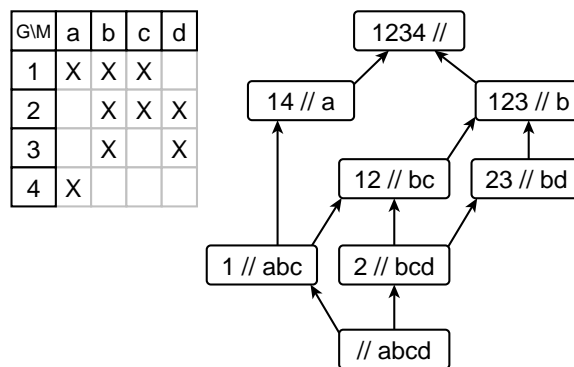 G\M a b c d
1 X X X
2 X X X
3 X X
4 X
1234 //
14 // a
123 // b
12 // bc
23 // bd
1 // abc
2 // bcd
// abcd